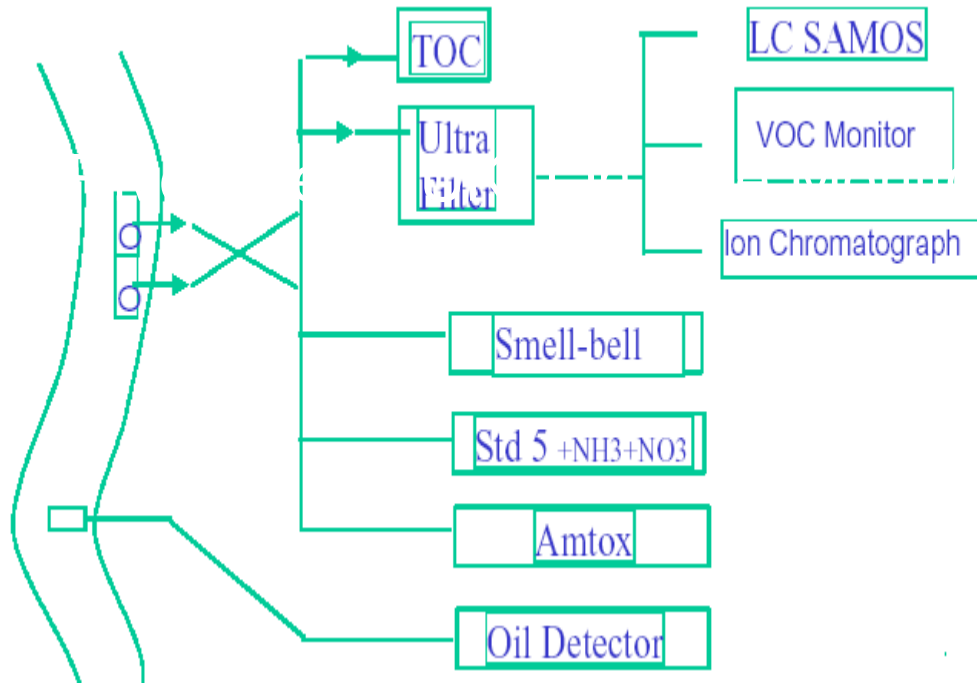 TOC
LC SAMOS
Ultra
Filter
VOC Monitor
Ion Chromatograph
Smell-bell
Std 5 +NH3+NO3
Amtox
Oil Detector